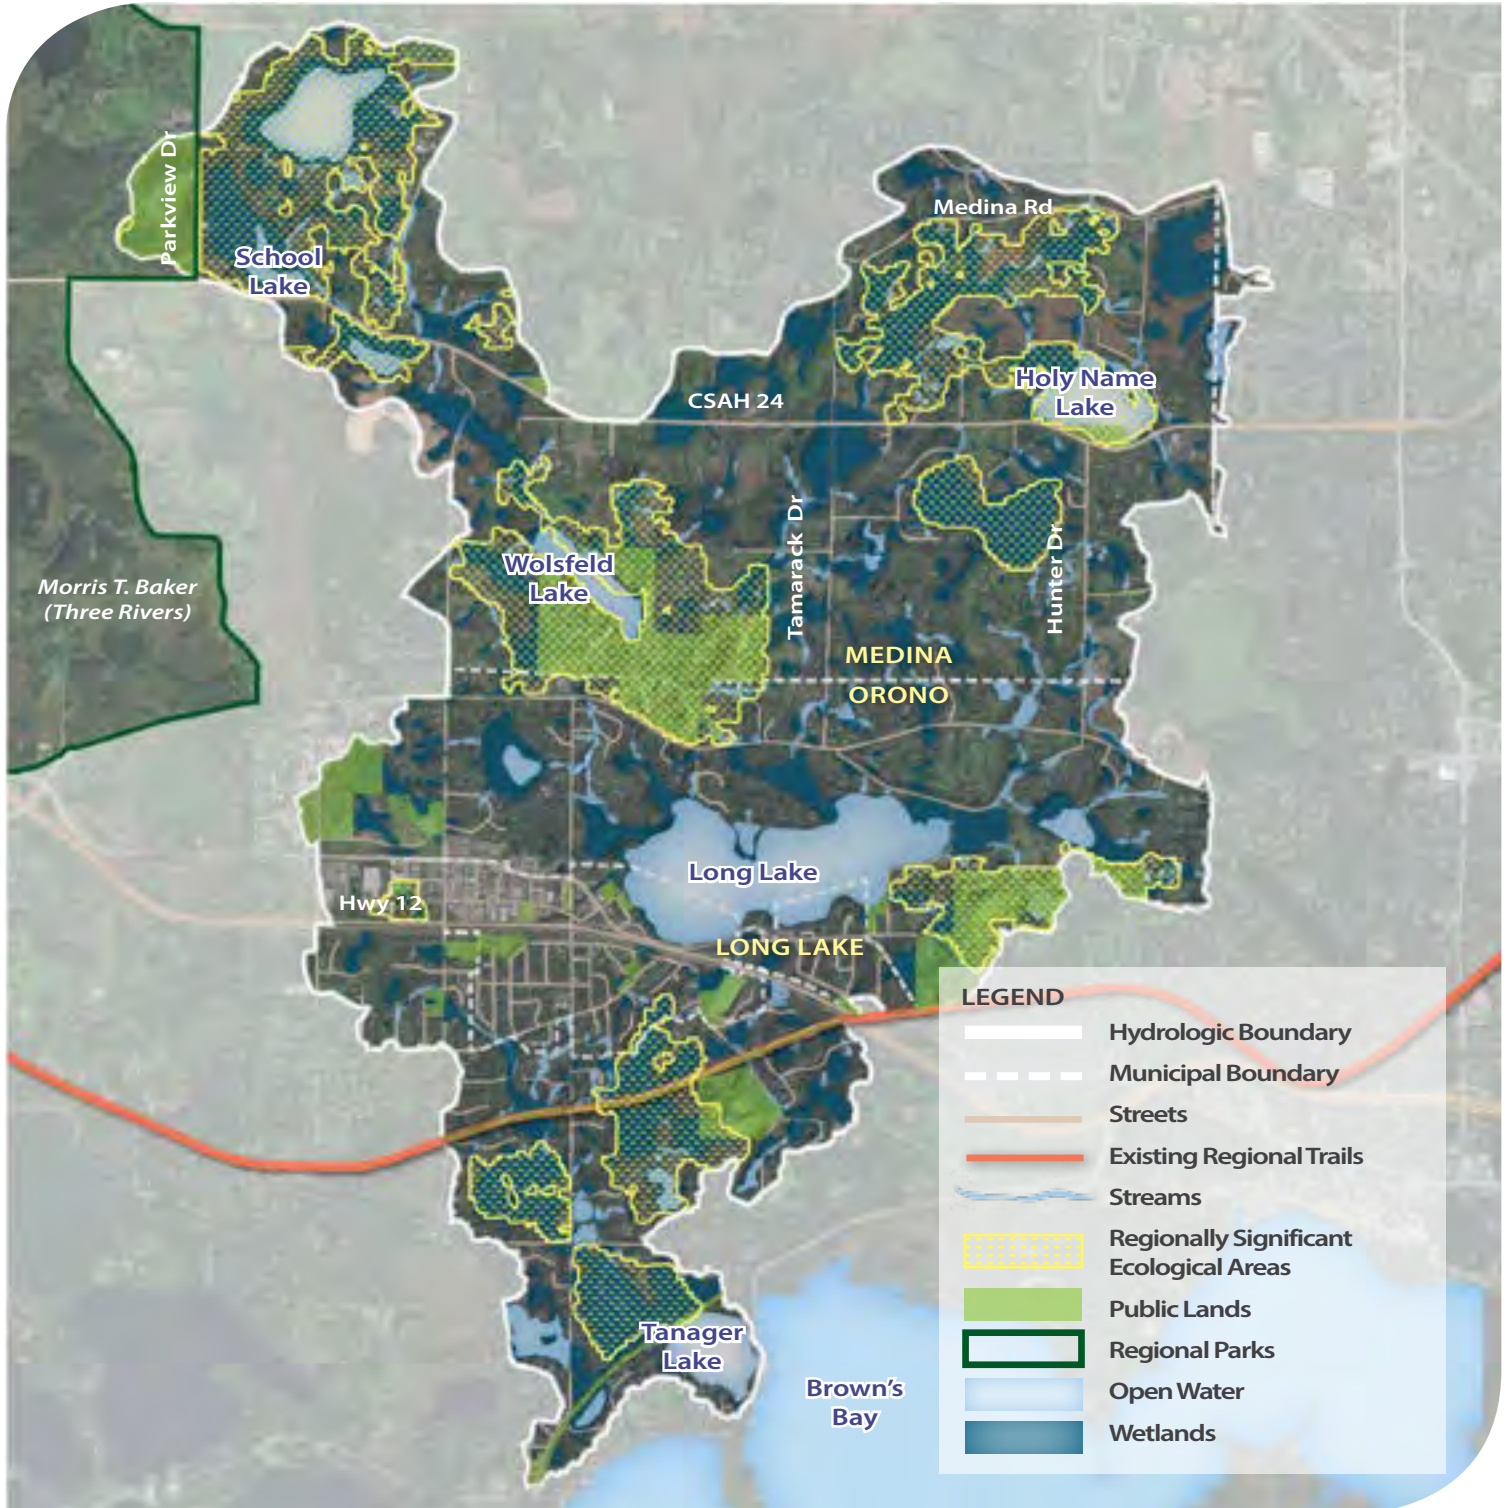 Parkview Dr
Medina Rd
School
Lake
Holy Name
Lake
CSAH 24
Tamarack Dr
Hunter Dr
Wolsfeld
Lake
Morris T. Baker
(Three Rivers)
MEDINA
ORONO
Long Lake
Hwy 12
LONG LAKE
LEGEND
Hydrologic Boundary
Municipal Boundary
Streets
Existing Regional Trails
Streams
Regionally Significant
Ecological Areas
Public Lands
Regional Parks
Open Water
Wetlands
Tanager
Lake
Brown's
Bay